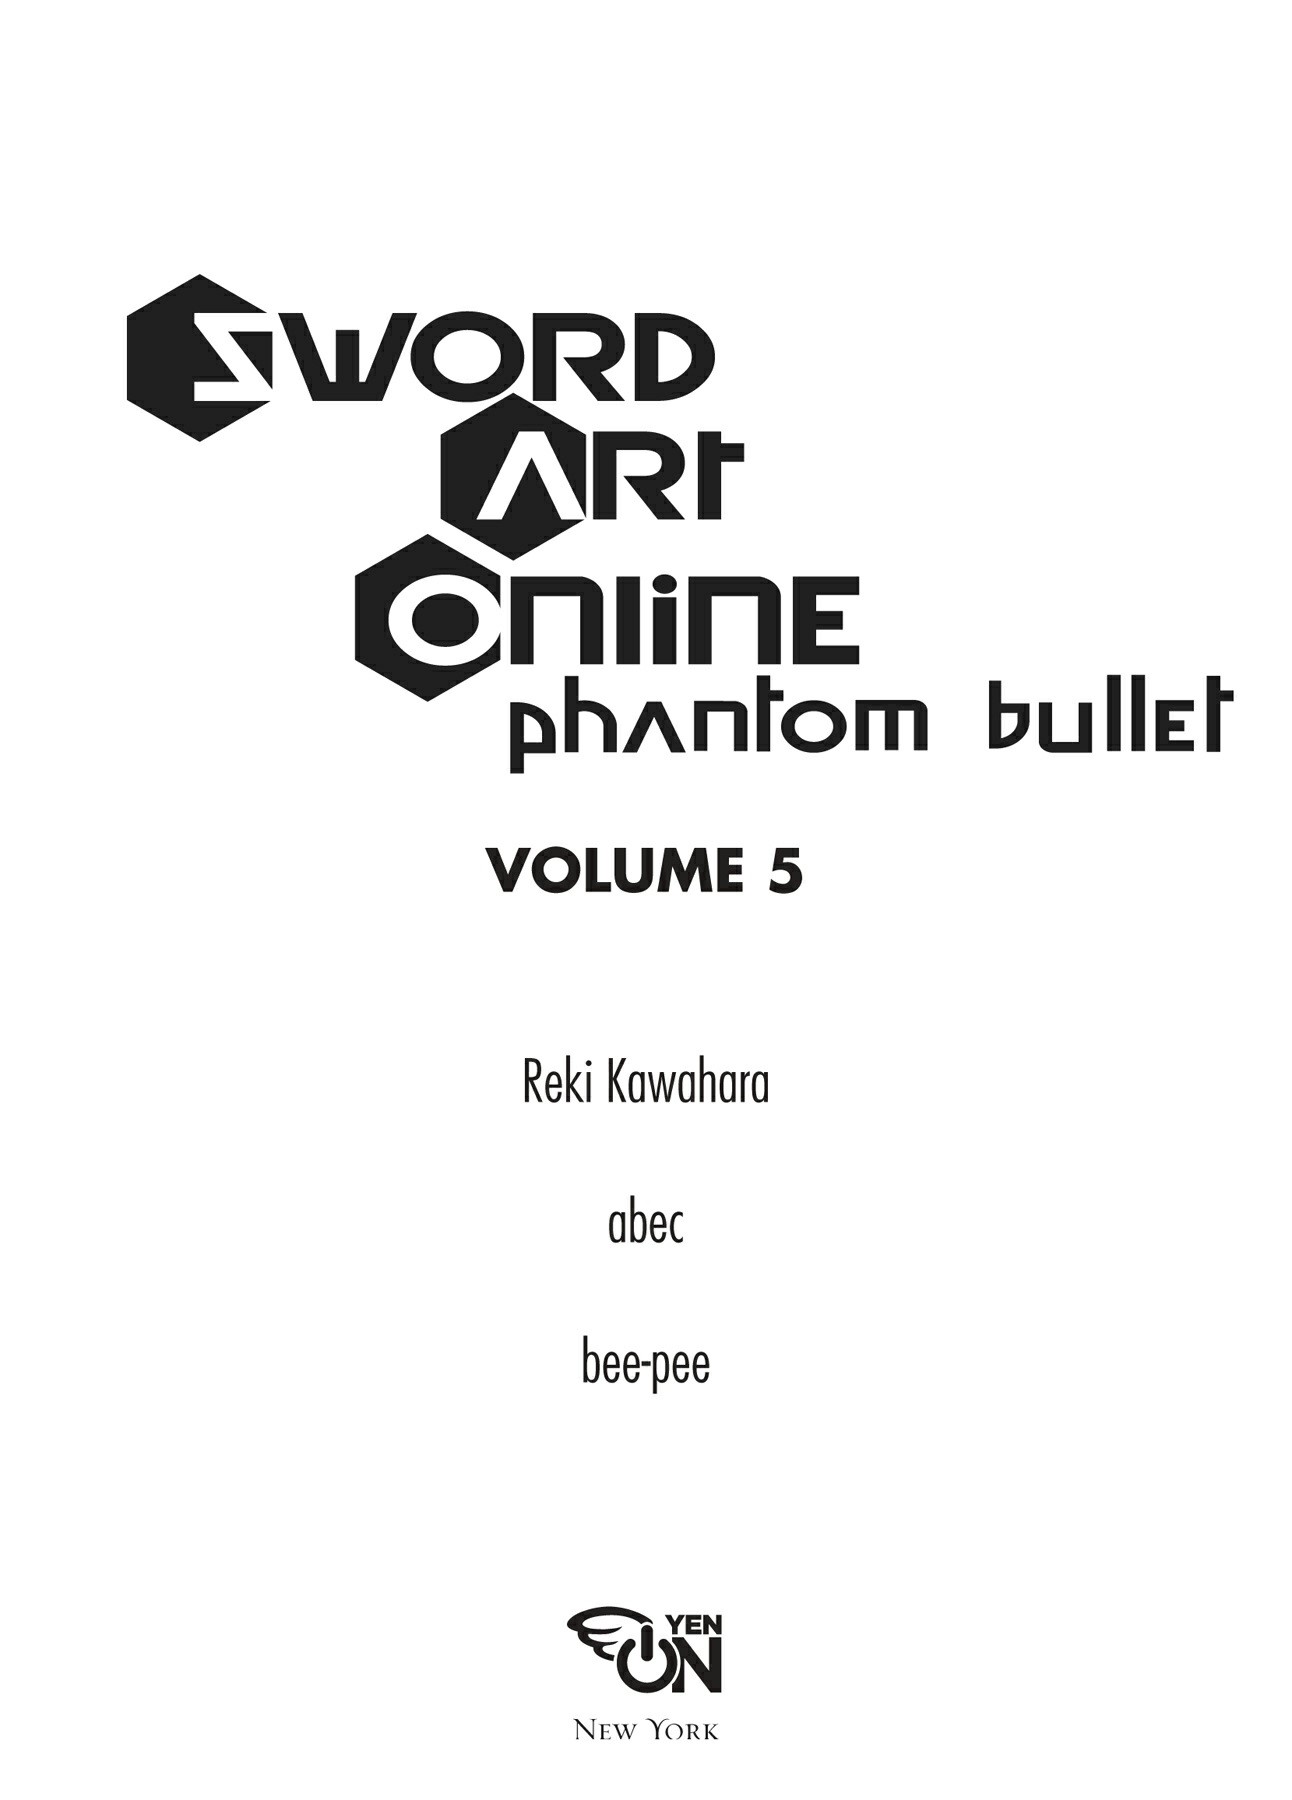 SWORD
ART
ONLINE
phantom bullet
VOLUME 5
Reki Kawahara
abec
bee-pee
YEN
ON
NEW YORK